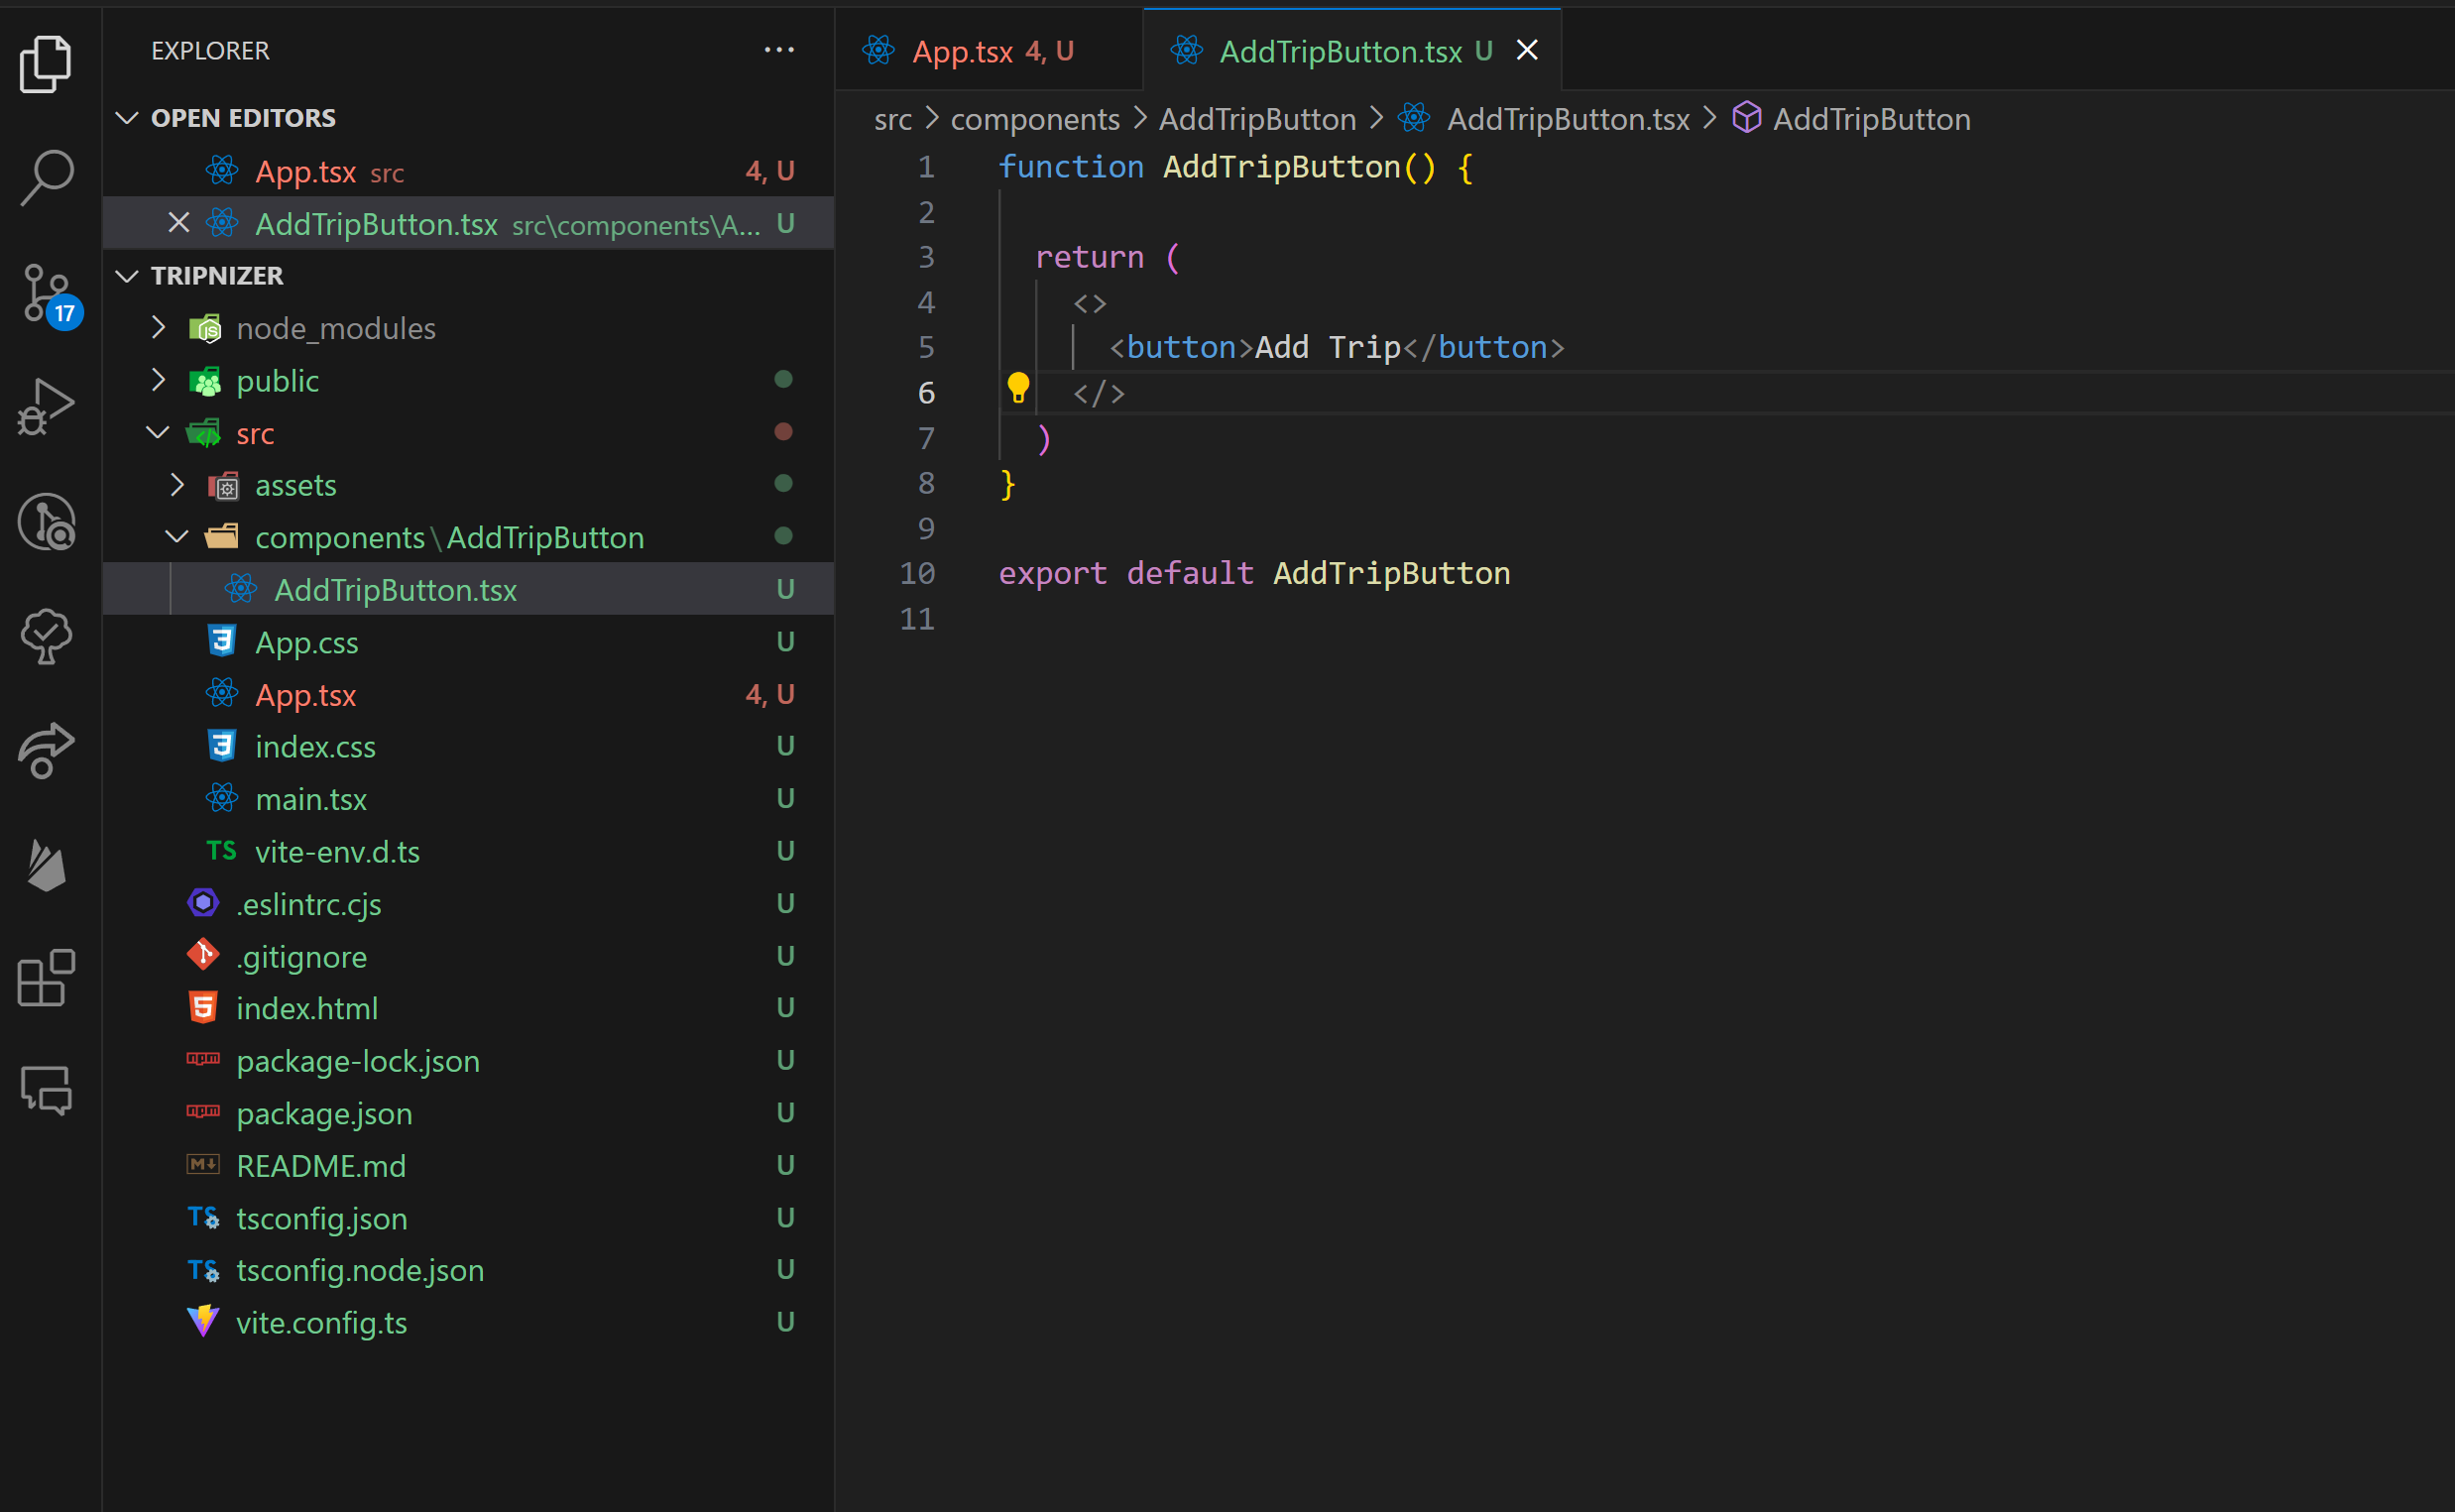 EXPLORER
OPEN EDITORS
App.tsx src 4, U
AddTripButton.tsx src\components\A... U
TRIPNIZER
node_modules
public
src
assets
components\AddTripButton
AddTripButton.tsx U
App.css U
App.tsx 4, U
index.css U
main.tsx U
TS vite-env.d.ts U
.eslintrc.cjs U
.gitignore U
index.html U
package-lock.json U
package.json U
README.md U
tsconfig.json U
tsconfig.node.json U
vite.config.ts U
17
App.tsx 4, U
AddTripButton.tsx U
src > components > AddTripButton > AddTripButton.tsx > AddTripButton
1 function AddTripButton() {
2
3 return (
4 <>
5 <button>Add Trip</button>
6 </>
7 )
8 }
9
10 export default AddTripButton
11